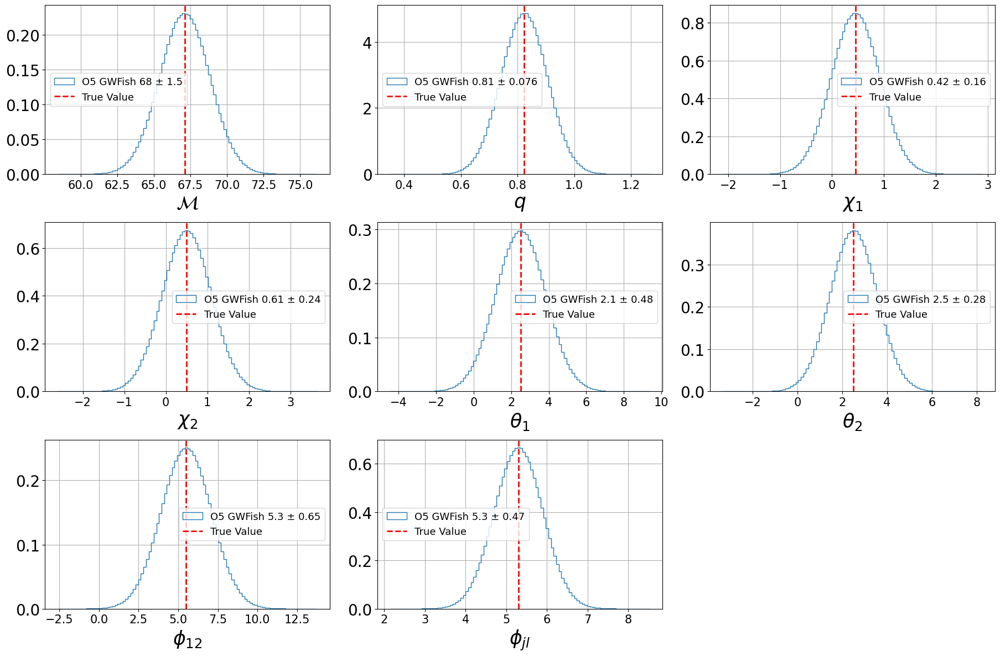 0.20
0.15
0.10
0.05
0.00
60.0 62.5 65.0 67.5 70.0 72.5 75.0
O5 GWFish 68 ± 1.5
True Value
ℳ
4
2
0
0.4 0.6 0.8 1.0 1.2
O5 GWFish 0.81 ± 0.076
True Value
q
0.8
0.6
0.4
0.2
0.0
−2 −1 0 1 2 3
O5 GWFish 0.42 ± 0.16
True Value
χ₁
0.6
0.4
0.2
0.0
−2 −1 0 1 2 3
O5 GWFish 0.61 ± 0.24
True Value
χ₂
0.3
0.2
0.1
0.0
−4 −2 0 2 4 6 8 10
O5 GWFish 2.1 ± 0.48
True Value
θ₁
0.3
0.2
0.1
0.0
−2 0 2 4 6 8
O5 GWFish 2.5 ± 0.28
True Value
θ₂
0.2
0.1
0.0
−2.5 0.0 2.5 5.0 7.5 10.0 12.5
O5 GWFish 5.3 ± 0.65
True Value
ϕ₁₂
0.6
0.4
0.2
0.0
2 3 4 5 6 7 8
O5 GWFish 5.3 ± 0.47
True Value
ϕjl